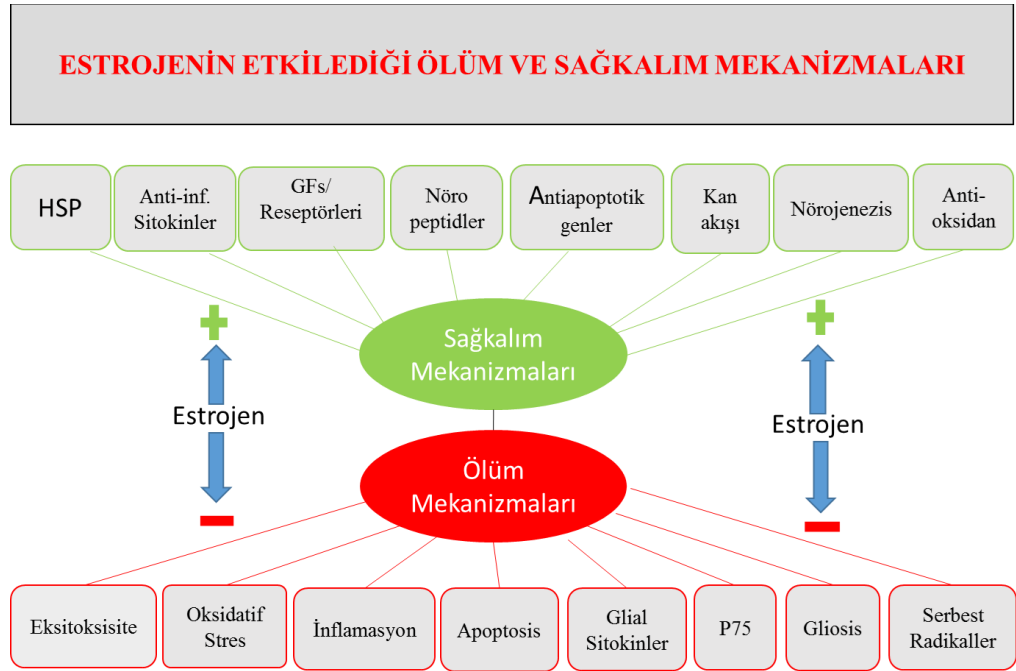 ESTROJENİN ETKİLEDİĞİ ÖLÜM VE SAĞKALIM MEKANİZMALARI
HSP
Anti-inf.
Sitokinler
GFs/
Reseptörleri
Nöro
peptidler
Antiapoptotik
genler
Kan
akışı
Nörojenezis
Anti-
oksidan
+
+
Sağkalım
Mekanizmaları
Estrojen
Estrojen
Ölüm
Mekanizmaları
Eksitoksisite
Oksidatif
Stres
İnflamasyon
Apoptosis
Glial
Sitokinler
P75
Gliosis
Serbest
Radikaller